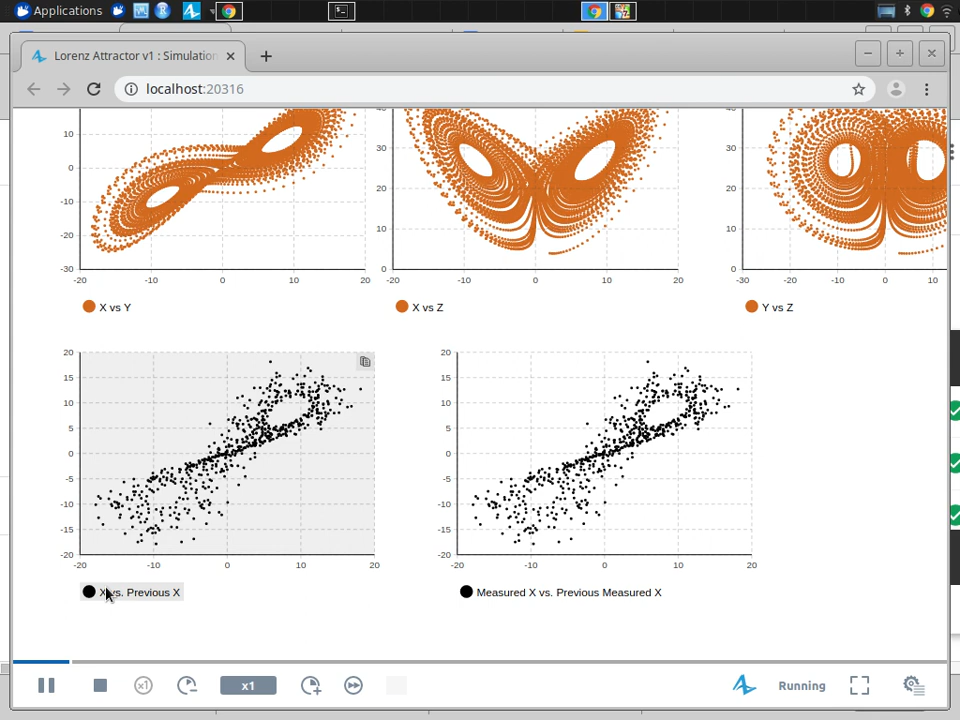 Applications
Lorenz Attractor v1 : Simulation
localhost:20316
10
0
-10
-20
-30
-20 -10 0 10 20
X vs Y
40
30
20
10
0
-20 -10 0 10 20
X vs Z
40
30
20
10
0
-30 -20 -10 0 10
Y vs Z
20
15
10
5
0
-5
-10
-15
-20
-20 -10 0 10 20
X vs. Previous X
20
15
10
5
0
-5
-10
-15
-20
-20 -10 0 10 20
Measured X vs. Previous Measured X
x1
x1
Running